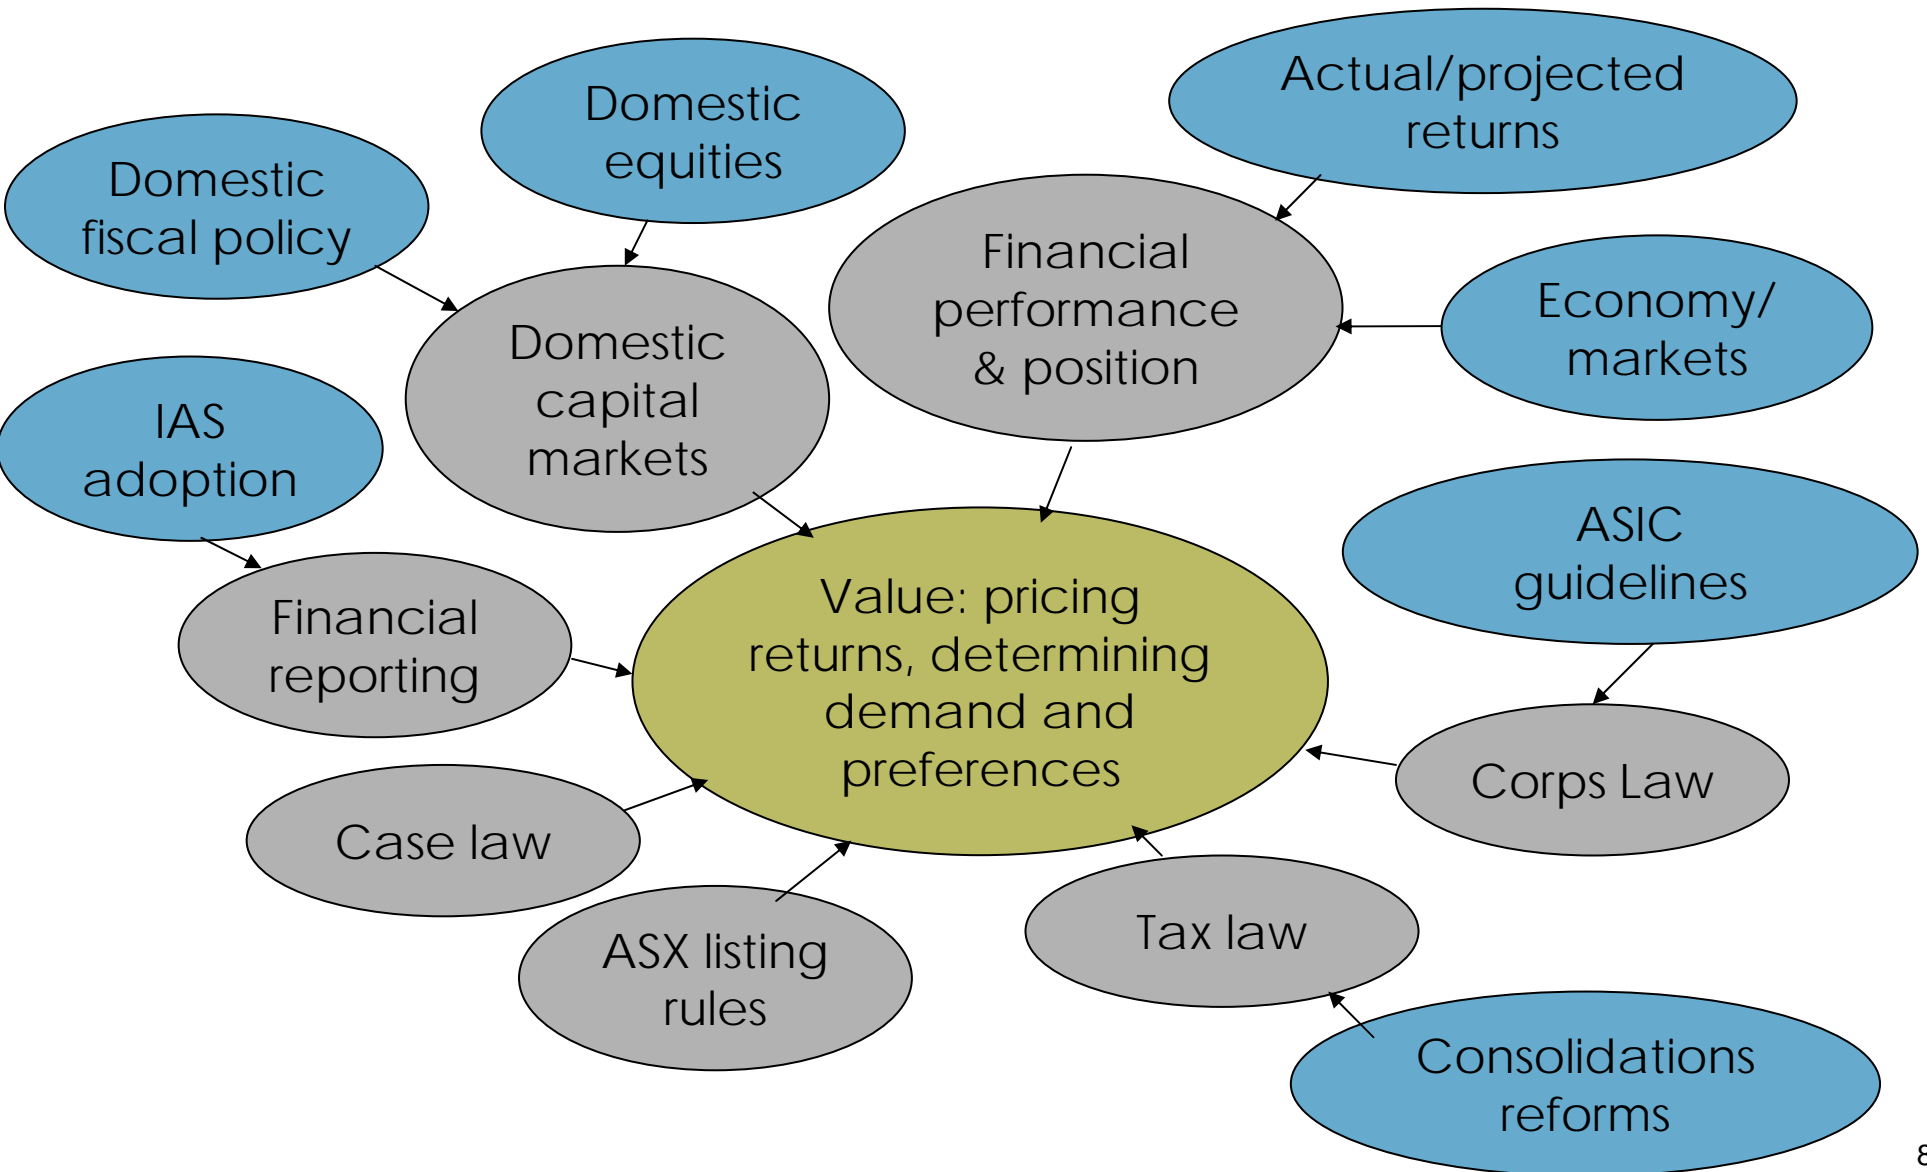 Actual/projected
returns
Domestic
equities
Domestic
fiscal policy
Financial
performance
& position
Economy/
markets
Domestic
capital
markets
IAS
adoption
ASIC
guidelines
Financial
reporting
Value: pricing
returns, determining
demand and
preferences
Corps Law
Case law
ASX listing
rules
Tax law
Consolidations
reforms
8